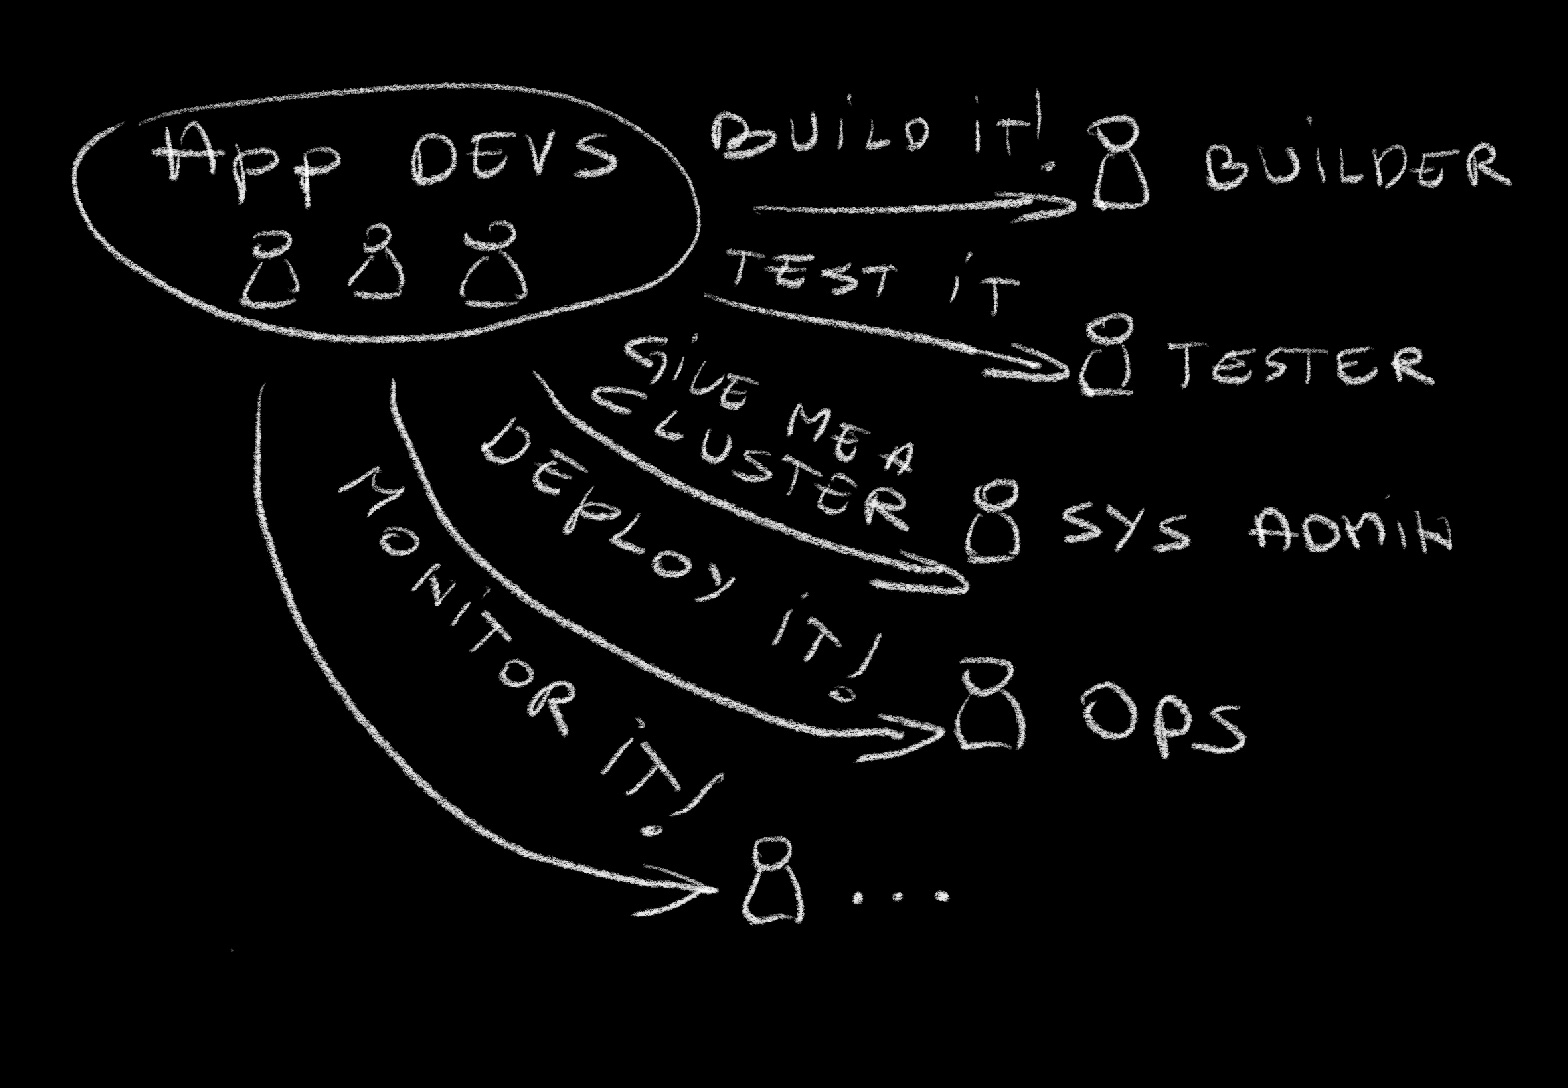 App DEVS
BUiLD iT!
BUiLDER
TEST iT
TESTER
GiVE ME A
CLUSTER
SYS ADMiN
DEPLOY iT!
OPS
MONiTOR iT!
...